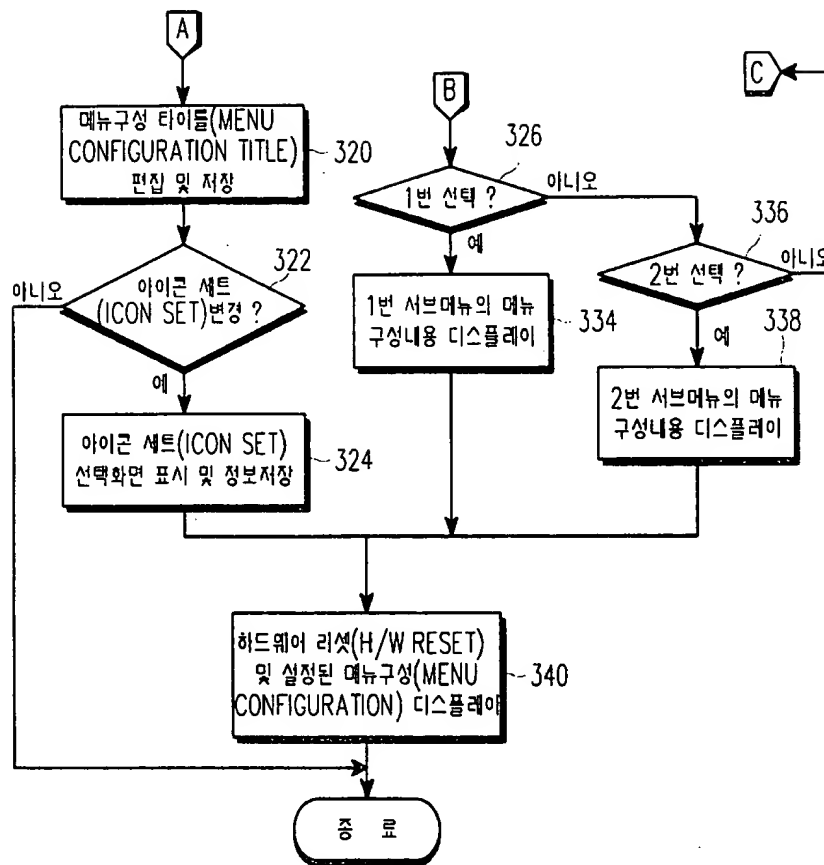 A
메뉴구성 타이틀(MENU
CONFIGURATION TITLE)
편집 및 저장
320
아이콘 세트
(ICON SET)변경 ?
322
아니오
예
아이콘 세트(ICON SET)
선택화면 표시 및 정보저장
324
B
1번 선택 ?
326
아니오
예
1번 서브메뉴의 메뉴
구성내용 디스플레이
334
C
2번 선택 ?
336
아니오
예
2번 서브메뉴의 메뉴
구성내용 디스플레이
338
하드웨어 리셋(H/W RESET)
및 설정된 메뉴구성(MENU
CONFIGURATION) 디스플레이
340
종 료